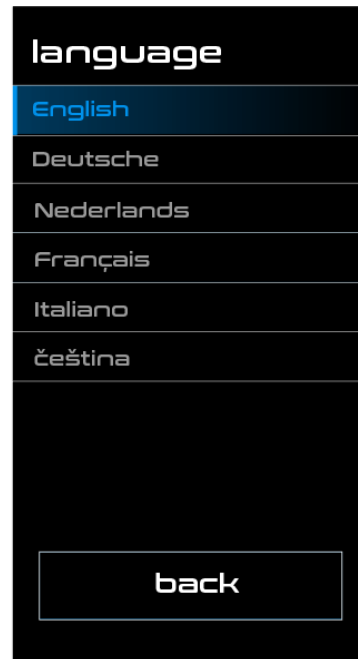 language
English
Deutsche
Nederlands
Français
Italiano
čeština
back